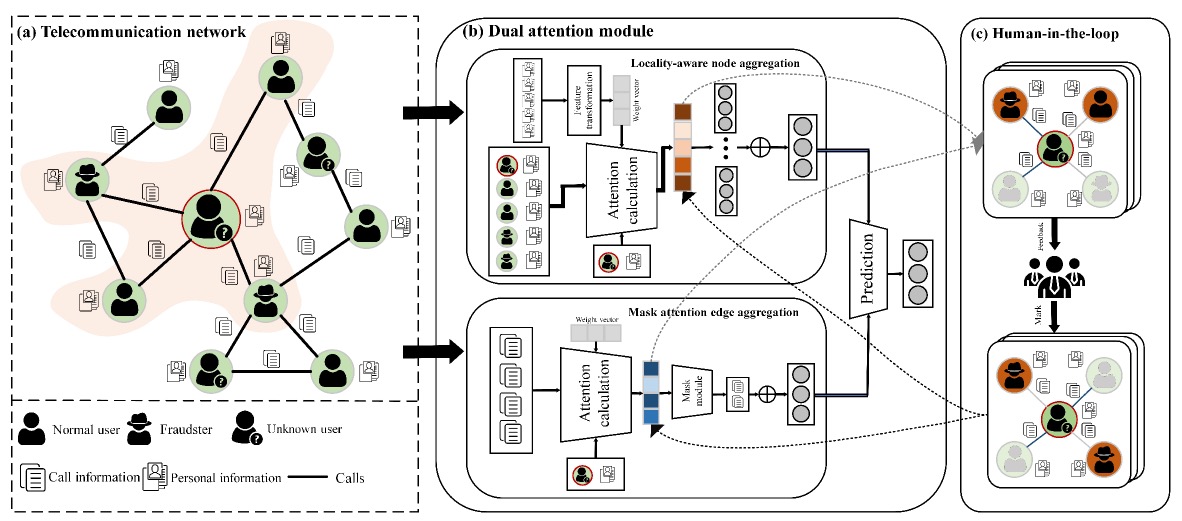 (a) Telecommunication network
Normal user
Fraudster
Unknown user
Call information
Personal information
Calls
(b) Dual attention module
Locality-aware node aggregation
Feature
transformation
Weight vector
Attention
calculation
Mask attention edge aggregation
Weight vector
Attention
calculation
Mask
module
Prediction
(c) Human-in-the-loop
Feedback
Mark